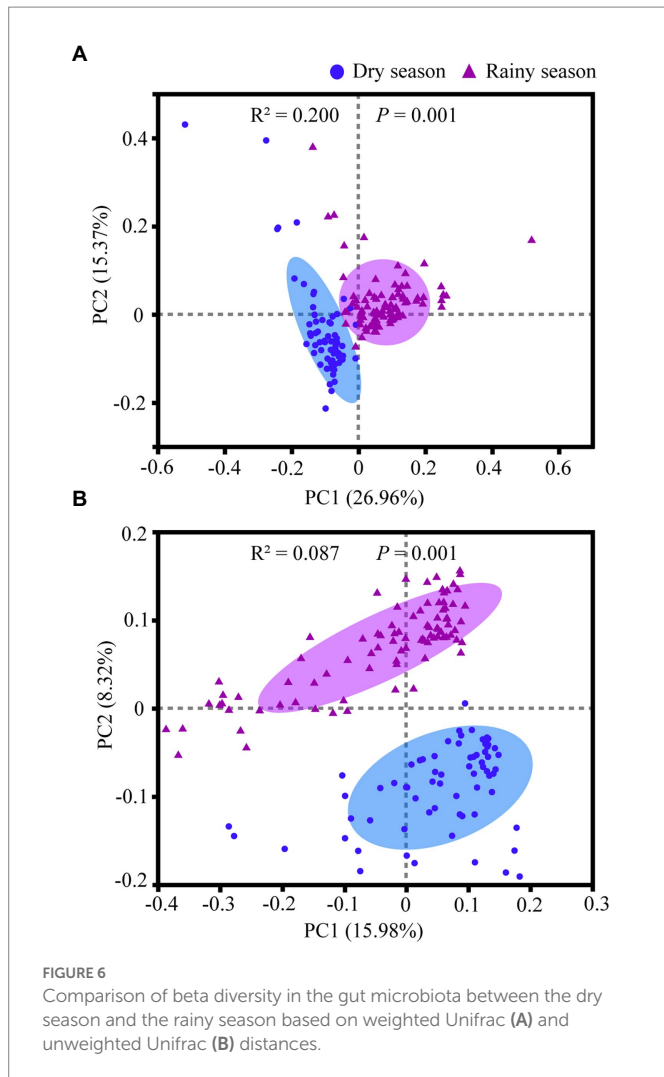 A
Dry season Rainy season
R² = 0.200 P = 0.001
0.4
0.2
0
-0.2
PC2 (15.37%)
-0.6 -0.4 -0.2 0 0.2 0.4 0.6
PC1 (26.96%)
B
R² = 0.087 P = 0.001
0.2
0.1
0
-0.1
-0.2
PC2 (8.32%)
-0.4 -0.3 -0.2 -0.1 0 0.1 0.2 0.3
PC1 (15.98%)
FIGURE 6
Comparison of beta diversity in the gut microbiota between the dry
season and the rainy season based on weighted Unifrac (A) and
unweighted Unifrac (B) distances.